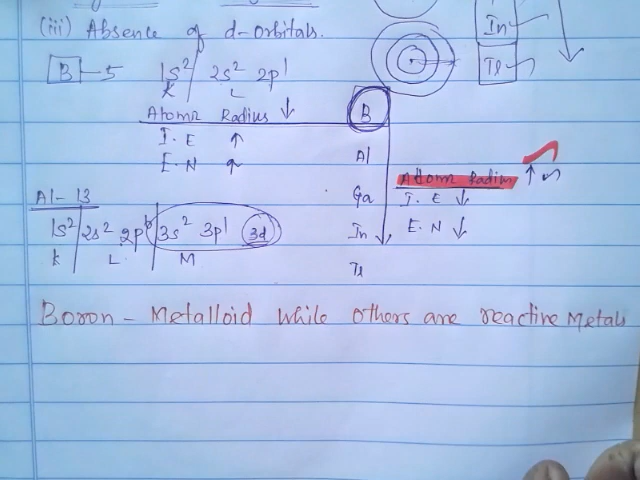 (iii) Absence of d-orbitals.
In
Tl
B
B - 5 1s² 2s² 2p¹
K L
Atomic Radius ↓
I. E ↑
E. N ↑
B
Al
Ga
In
Tl
Atomic Radius ↑
I. E ↓
E. N ↓
Al - 13
1s² 2s² 2p⁶ 3s² 3p¹ 3d
K L M
Boron - Metalloid while others are reactive Metals